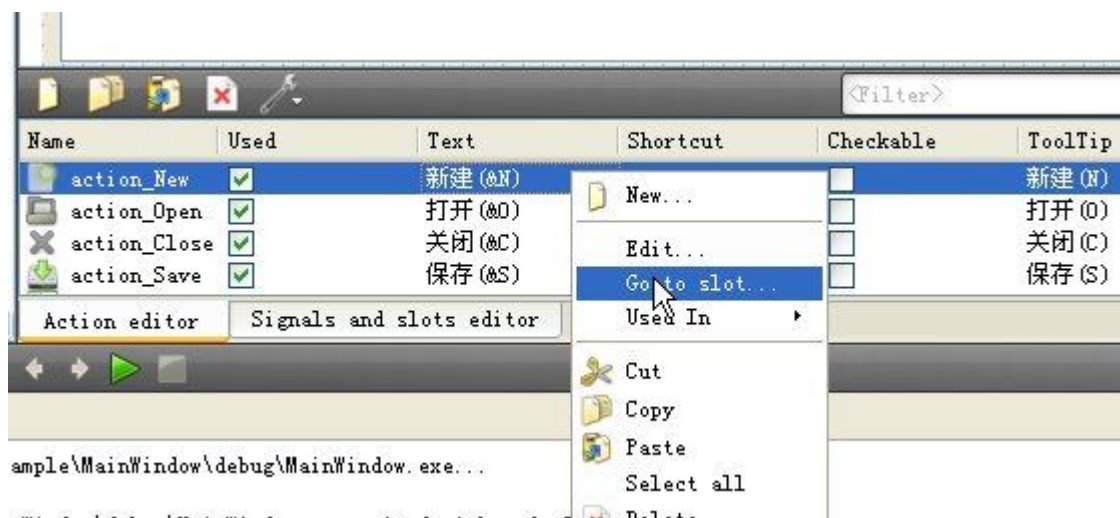 <Filter>
Name Used Text Shortcut Checkable ToolTip
action_New 新建(&N) 新建(N)
action_Open 打开(&O) 打开(O)
action_Close 关闭(&C) 关闭(C)
action_Save 保存(&S) 保存(S)
New...
Edit...
Go to slot...
Used In
Cut
Copy
Paste
Select all
Delete
Action editor Signals and slots editor
ample\MainWindow\debug\MainWindow.exe...